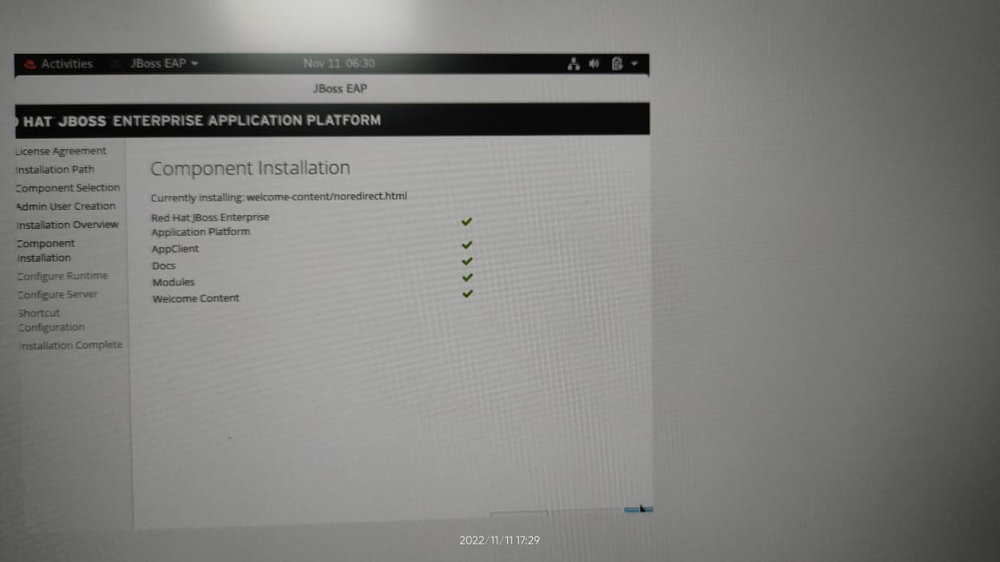 Activities JBoss EAP Nov 11 06:30
JBoss EAP
HAT JBOSS ENTERPRISE APPLICATION PLATFORM
License Agreement
Installation Path
Component Selection
Admin User Creation
Installation Overview
Component
Installation
Configure Runtime
Configure Server
Shortcut
Configuration
Installation Complete
Component Installation
Currently installing: welcome-content/noredirect.html
Red Hat JBoss Enterprise
Application Platform
AppClient
Docs
Modules
Welcome Content
2022/11/11 17:29